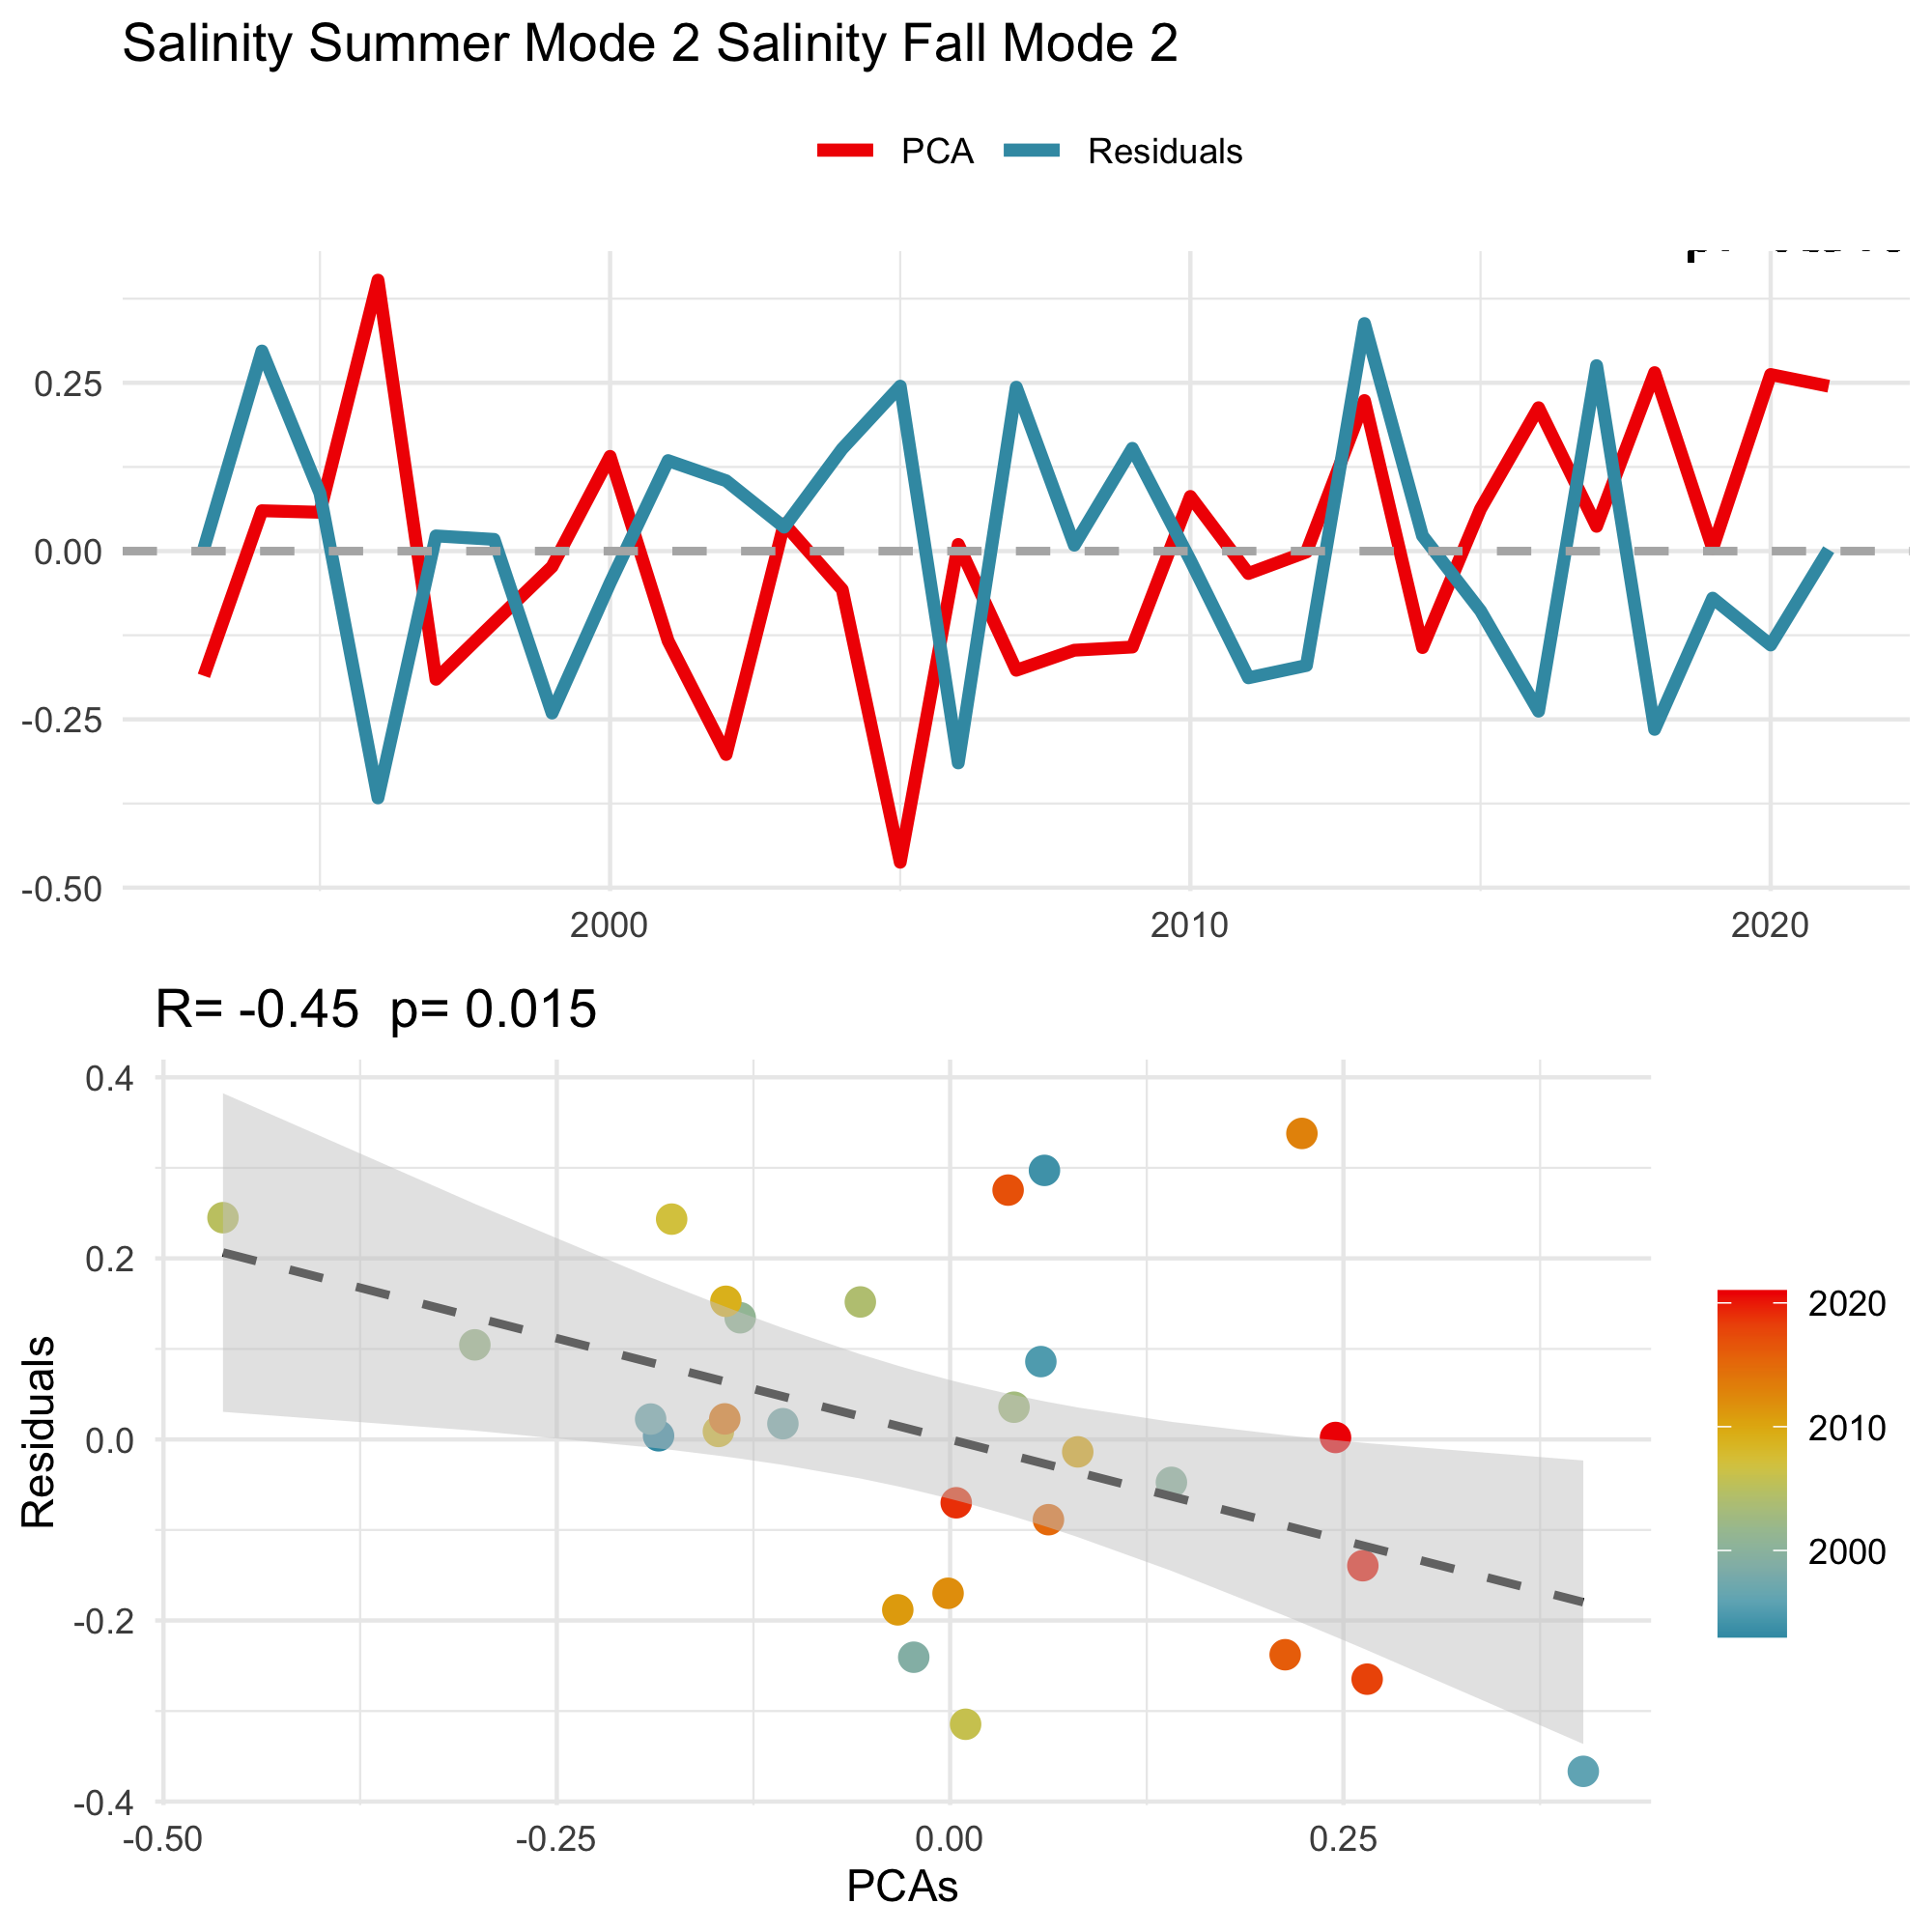 Salinity Summer Mode 2 Salinity Fall Mode 2
PCA Residuals
0.25
0.00
-0.25
-0.50
2000 2010 2020
R= -0.45 p= 0.015
0.4
0.2
0.0
-0.2
-0.4
Residuals
-0.50 -0.25 0.00 0.25
PCAs
2020
2010
2000